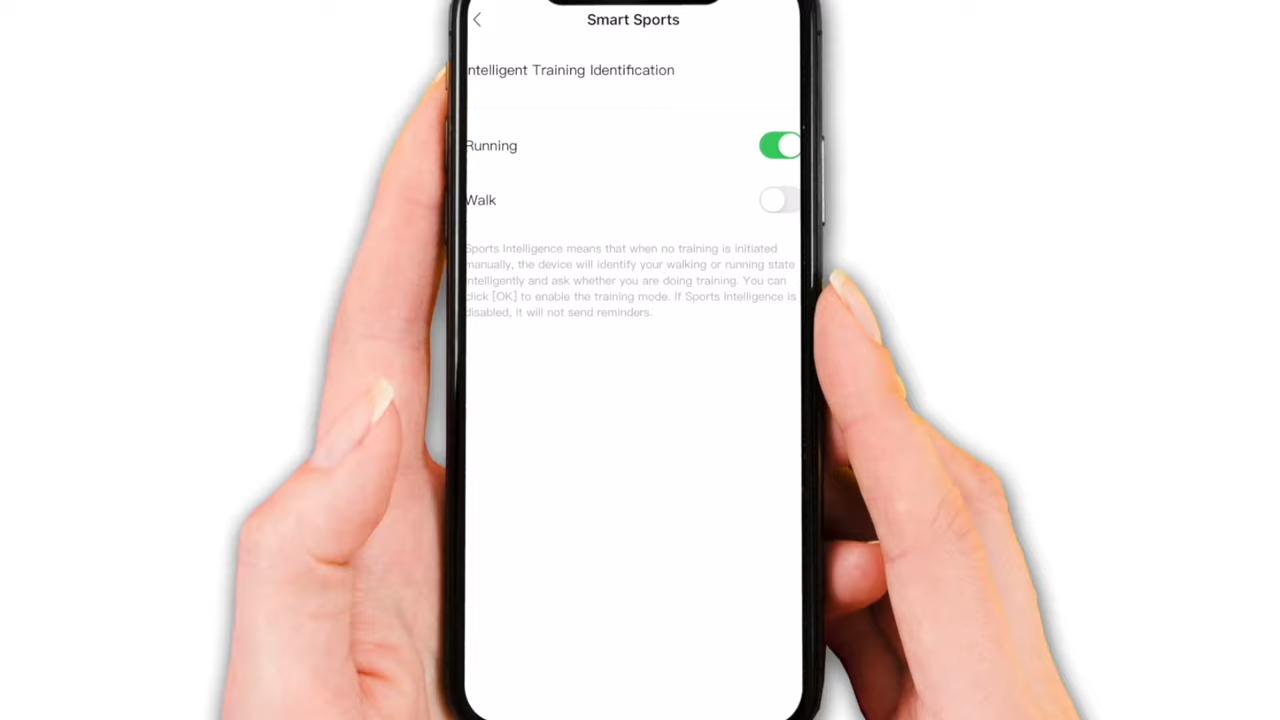 Smart Sports
ntelligent Training Identification
Running
Walk
Sports Intelligence means that when no training is initiated
manually, the device will identify your walking or running state
ntelligently and ask whether you are doing training. You can
click [OK] to enable the training mode. If Sports Intelligence is
disabled, it will not send reminders.